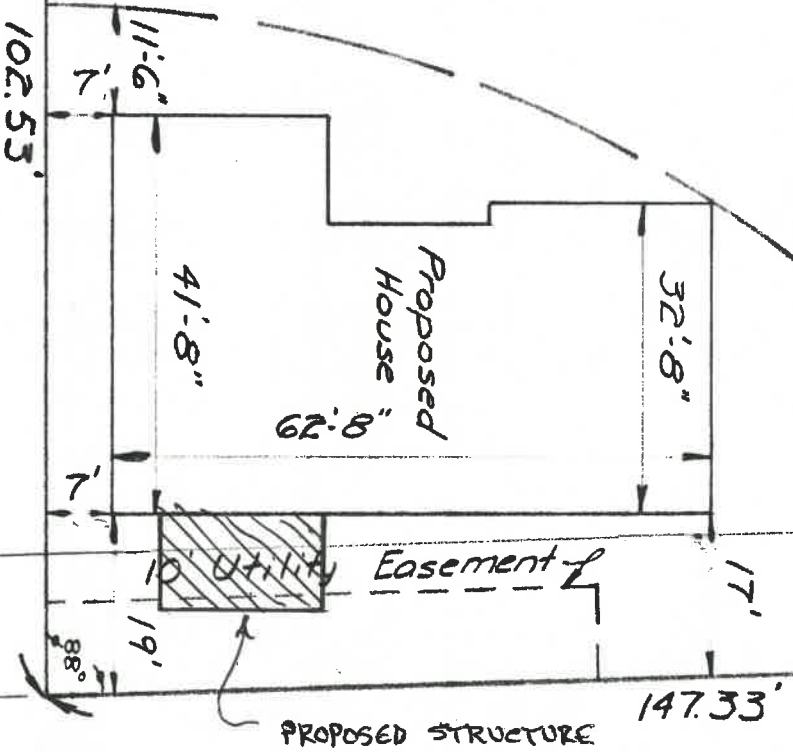 11'-6"
102.53'
7'
41'-8"
Proposed
House
32'-8"
62'-8"
7'
10' Utility Easement
17'
19'
88°
147.33'
PROPOSED STRUCTURE